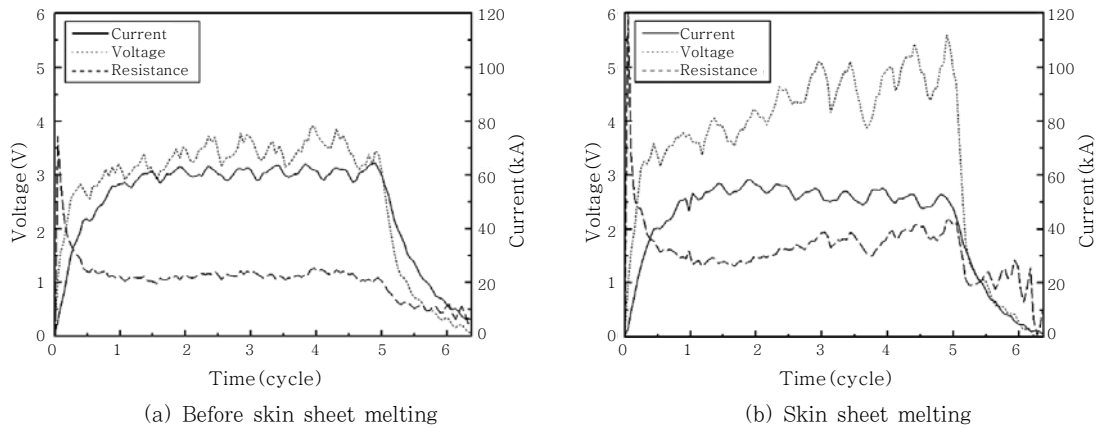 6
5
4
3
2
1
0
Voltage(V)
Current
Voltage
Resistance
120
100
80
60
40
20
0
Current(kA)
0 1 2 3 4 5 6
Time(cycle)
(a) Before skin sheet melting
6
5
4
3
2
1
0
Voltage(V)
Current
Voltage
Resistance
120
100
80
60
40
20
0
Current(kA)
0 1 2 3 4 5 6
Time(cycle)
(b) Skin sheet melting